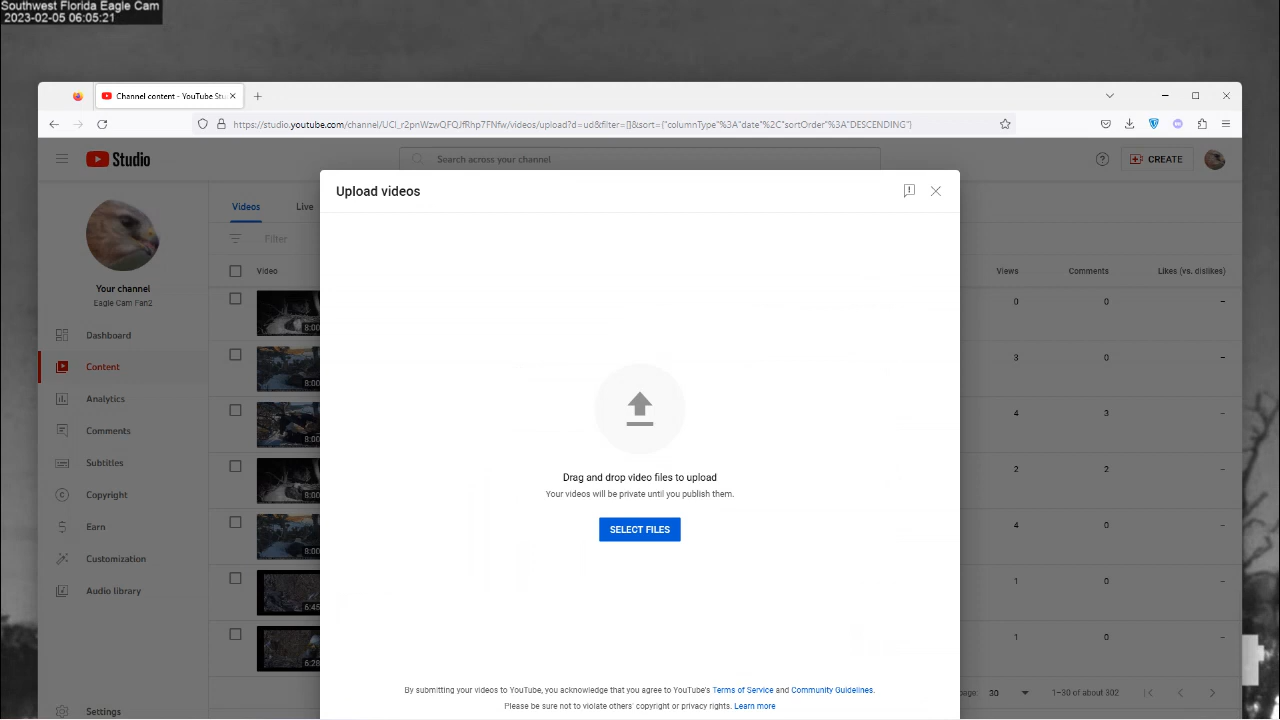 Southwest Florida Eagle Cam
2023-02-05 06:05:21
Channel content - YouTube Stu
https://studio.youtube.com/channel/UCl_r2pnWzwQFQJfRhp7FNfw/videos/upload?d=ud&filter=[]&sort={"columnType"%3A"date"%2C"sortOrder"%3A"DESCENDING"}
Studio
Search across your channel
CREATE
Upload videos
Videos
Live
Filter
Video
Views
Comments
Likes (vs. dislikes)
Your channel
Eagle Cam Fan2
Dashboard
Content
Analytics
Comments
Subtitles
Copyright
Earn
Customization
Audio library
Settings
8:00
0
0
–
8:00
3
0
–
8:00
4
3
–
8:00
2
2
–
8:00
4
0
–
6:45
1
0
–
6:28
1
0
–
Drag and drop video files to upload
Your videos will be private until you publish them.
SELECT FILES
By submitting your videos to YouTube, you acknowledge that you agree to YouTube's Terms of Service and Community Guidelines.
Please be sure not to violate others' copyright or privacy rights. Learn more
page:
30
1–30 of about 302